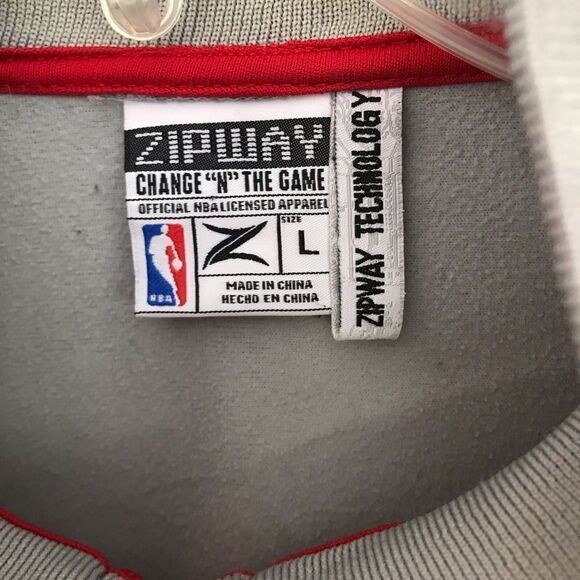 ZIPWAY
CHANGE "N" THE GAME
OFFICIAL NBA LICENSED APPAREL
SIZE
Z L
NBA
MADE IN CHINA
HECHO EN CHINA
ZIPWAY TECHNOLOGY